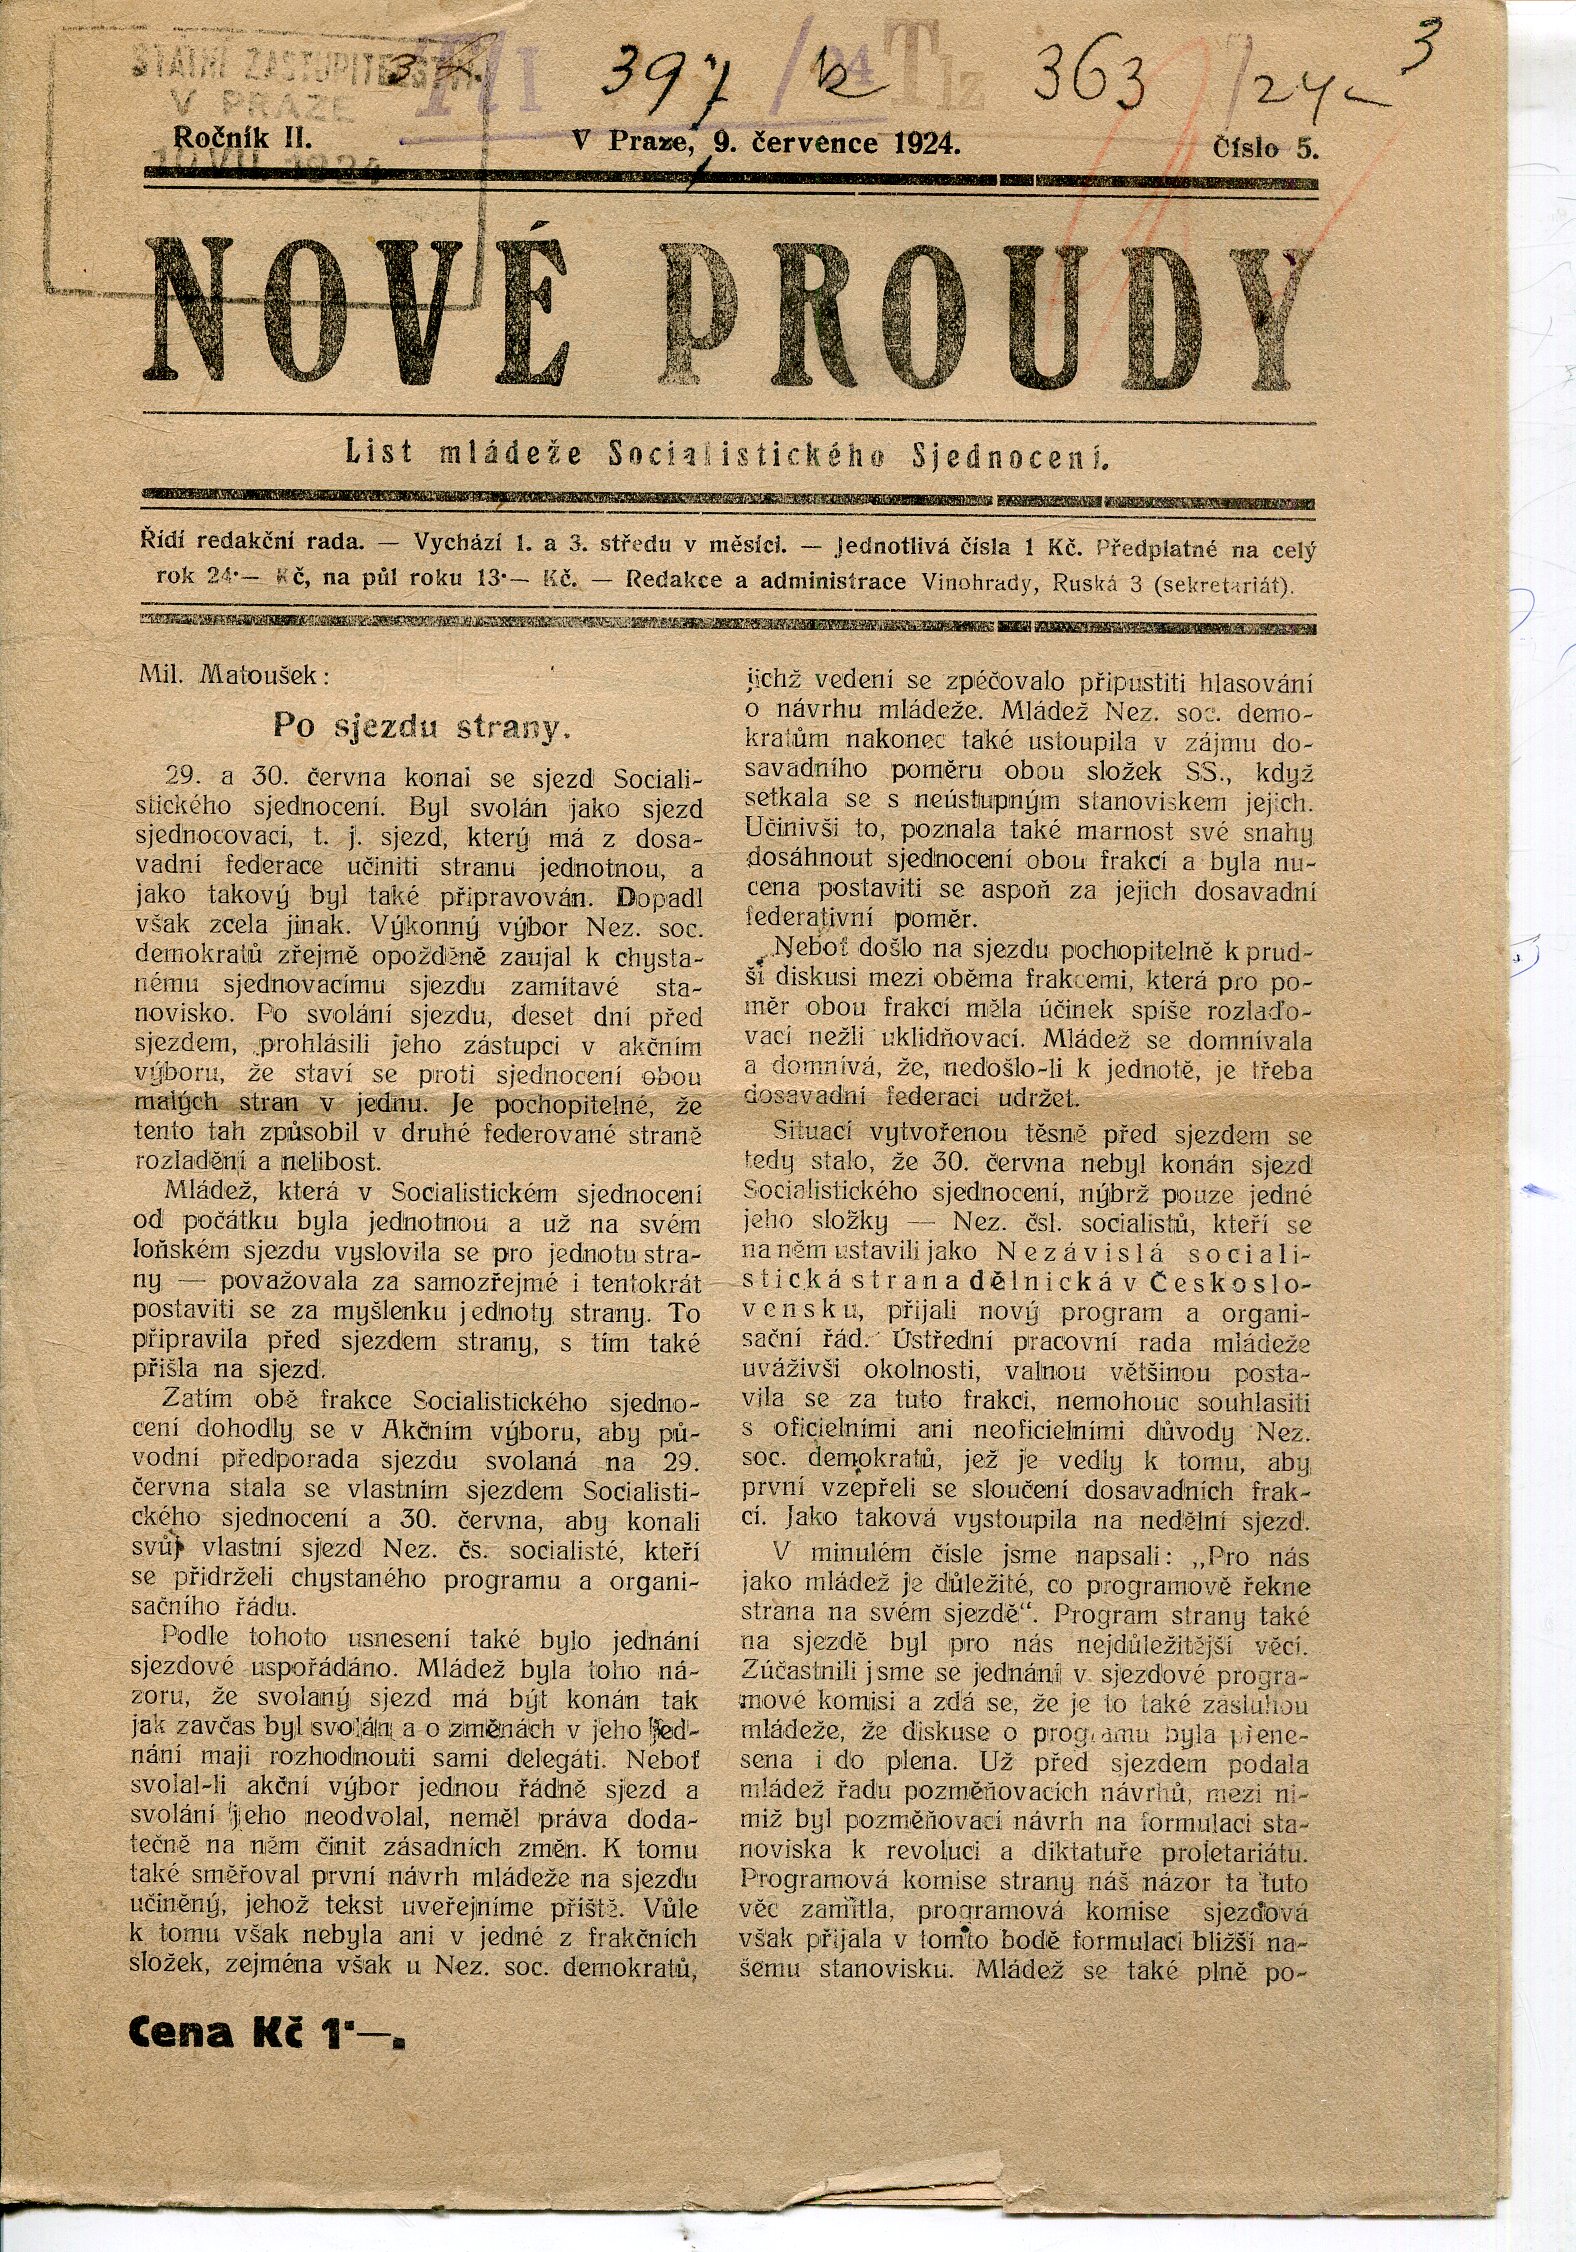 STÁTNÍ ZASTUPITELSTVÍ
V PRAZE
10 VII. 1924
397
363
/24
3
Ročník II.
V Praze, 9. července 1924.
Číslo 5.
NOVÉ PROUDY
List mládeže Socialistického Sjednocení.
Řídí redakční rada. — Vychází 1. a 3. středu v měsíci. — Jednotlivá čísla 1 Kč. Předplatné na celý
rok 24·— Kč, na půl roku 13·— Kč. — Redakce a administrace Vinohrady, Ruská 3 (sekretariát).
Mil. Matoušek:
Po sjezdu strany.
29. a 30. června konal se sjezd Sociali-
stického sjednocení. Byl svolán jako sjezd
sjednocovací, t. j. sjezd, který má z dosa-
vadní federace učiniti stranu jednotnou, a
jako takový byl také připravován. Dopadl
však zcela jinak. Výkonný výbor Nez. soc.
demokratů zřejmě opožděně zaujal k chysta-
nému sjednovacímu sjezdu zamítavé sta-
novisko. Po svolání sjezdu, deset dní před
sjezdem, prohlásili jeho zástupci v akčním
výboru, že staví se proti sjednocení obou
malých stran v jednu. Je pochopitelné, že
tento tah způsobil v druhé federované straně
rozladění a nelibost.
Mládež, která v Socialistickém sjednocení
od počátku byla jednotnou a už na svém
loňském sjezdu vyslovila se pro jednotu stra-
ny — považovala za samozřejmé i tentokrát
postaviti se za myšlenku jednoty strany. To
připravila před sjezdem strany, s tím také
přišla na sjezd.
Zatím obě frakce Socialistického sjedno-
cení dohodly se v Akčním výboru, aby pů-
vodní předporada sjezdu svolaná na 29.
června stala se vlastním sjezdem Socialisti-
ckého sjednocení a 30. června, aby konali
svůj vlastní sjezd Nez. čs. socialisté, kteří
se přidrželi chystaného programu a organi-
sačního řádu.
Podle tohoto usnesení také bylo jednání
sjezdové uspořádáno. Mládež byla toho ná-
zoru, že svolaný sjezd má být konán tak
jak zavčas byl svolán a o změnách v jeho jed-
nání mají rozhodnouti sami delegáti. Neboť
svolal-li akční výbor jednou řádně sjezd a
svolání jeho neodvolal, neměl práva doda-
tečně na něm činit zásadních změn. K tomu
také směřoval první návrh mládeže na sjezdu
učiněný, jehož tekst uveřejníme příště. Vůle
k tomu však nebyla ani v jedné z frakčních
složek, zejména však u Nez. soc. demokratů,
jichž vedení se zpěčovalo připustiti hlasování
o návrhu mládeže. Mládež Nez. soc. demo-
kratům nakonec také ustoupila v zájmu do-
savadního poměru obou složek SS., když
setkala se s neústupným stanoviskem jejich.
Učinivši to, poznala také marnost své snahy
dosáhnout sjednocení obou frakcí a byla nu-
cena postaviti se aspoň za jejich dosavadní
federativní poměr.
Neboť došlo na sjezdu pochopitelně k prud-
ší diskusi mezi oběma frakcemi, která pro po-
měr obou frakcí měla účinek spíše rozlaďo-
vací nežli uklidňovací. Mládež se domnívala
a domnívá, že, nedošlo-li k jednotě, je třeba
dosavadní federaci udržet.
Situací vytvořenou těsně před sjezdem se
tedy stalo, že 30. června nebyl konán sjezd
Socialistického sjednocení, nýbrž pouze jedné
jeho složky — Nez. čsl. socialistů, kteří se
na něm ustavili jako Nezávislá sociali-
stická strana dělnická v Českoslo-
vensku, přijali nový program a organi-
sační řád. Ústřední pracovní rada mládeže
uváživši okolnosti, valnou většinou posta-
vila se za tuto frakci, nemohouc souhlasiti
s oficielními ani neoficielními důvody Nez.
soc. demokratů, jež je vedly k tomu, aby
první vzepřeli se sloučení dosavadních frak-
cí. Jako taková vystoupila na nedělní sjezd.
V minulém čísle jsme napsali: „Pro nás
jako mládež je důležité, co programově řekne
strana na svém sjezdě“. Program strany také
na sjezdě byl pro nás nejdůležitější věcí.
Zúčastnili jsme se jednání v sjezdové progra-
mové komisi a zdá se, že je to také zásluhou
mládeže, že diskuse o programu byla přene-
sena i do plena. Už před sjezdem podala
mládež řadu pozměňovacích návrhů, mezi ni-
miž byl pozměňovací návrh na formulaci sta-
noviska k revoluci a diktatuře proletariátu.
Programová komise strany náš názor na tuto
věc zamítla, programová komise sjezdová
však přijala v tomto bodě formulaci bližší na-
šemu stanovisku. Mládež se také plně po-
Cena Kč 1·—.